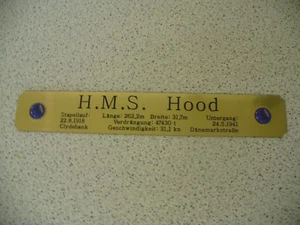 H.M.S. Hood
Stapellauf: Länge: 262,2m Breite: 31,7m Untergang:
22.8.1918 Verdrängung: 47430 t 24.5.1941
Clydebank Geschwindigkeit: 31,1 kn Dänemarkstraße